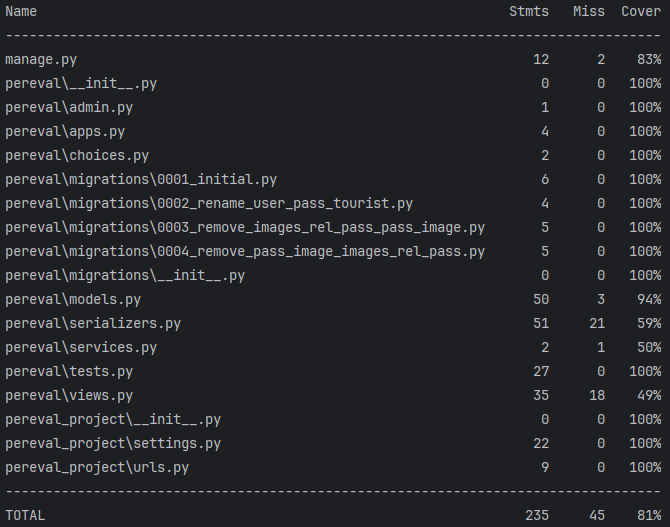 Name Stmts Miss Cover
---------------------------------------------------------------------------------
manage.py 12 2 83%
pereval\__init__.py 0 0 100%
pereval\admin.py 1 0 100%
pereval\apps.py 4 0 100%
pereval\choices.py 2 0 100%
pereval\migrations\0001_initial.py 6 0 100%
pereval\migrations\0002_rename_user_pass_tourist.py 4 0 100%
pereval\migrations\0003_remove_images_rel_pass_pass_image.py 5 0 100%
pereval\migrations\0004_remove_pass_image_images_rel_pass.py 5 0 100%
pereval\migrations\__init__.py 0 0 100%
pereval\models.py 50 3 94%
pereval\serializers.py 51 21 59%
pereval\services.py 2 1 50%
pereval\tests.py 27 0 100%
pereval\views.py 35 18 49%
pereval_project\__init__.py 0 0 100%
pereval_project\settings.py 22 0 100%
pereval_project\urls.py 9 0 100%
---------------------------------------------------------------------------------
TOTAL 235 45 81%